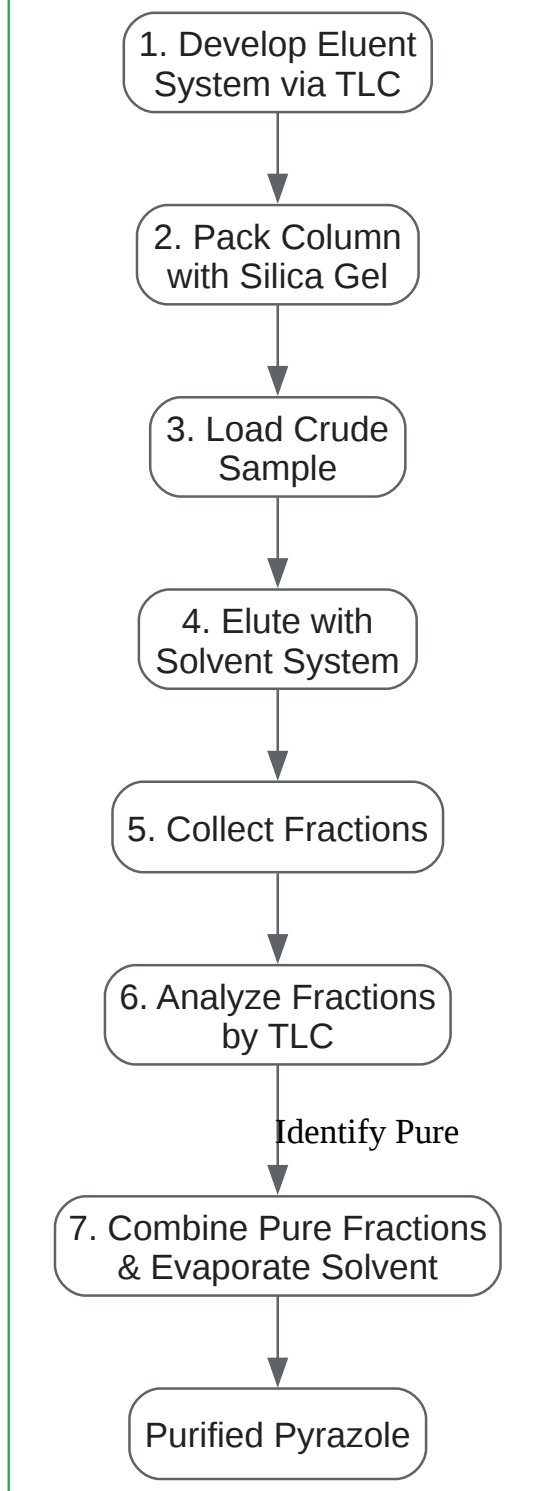 1. Develop Eluent
System via TLC
2. Pack Column
with Silica Gel
3. Load Crude
Sample
4. Elute with
Solvent System
5. Collect Fractions
6. Analyze Fractions
by TLC
Identify Pure
7. Combine Pure Fractions
& Evaporate Solvent
Purified Pyrazole